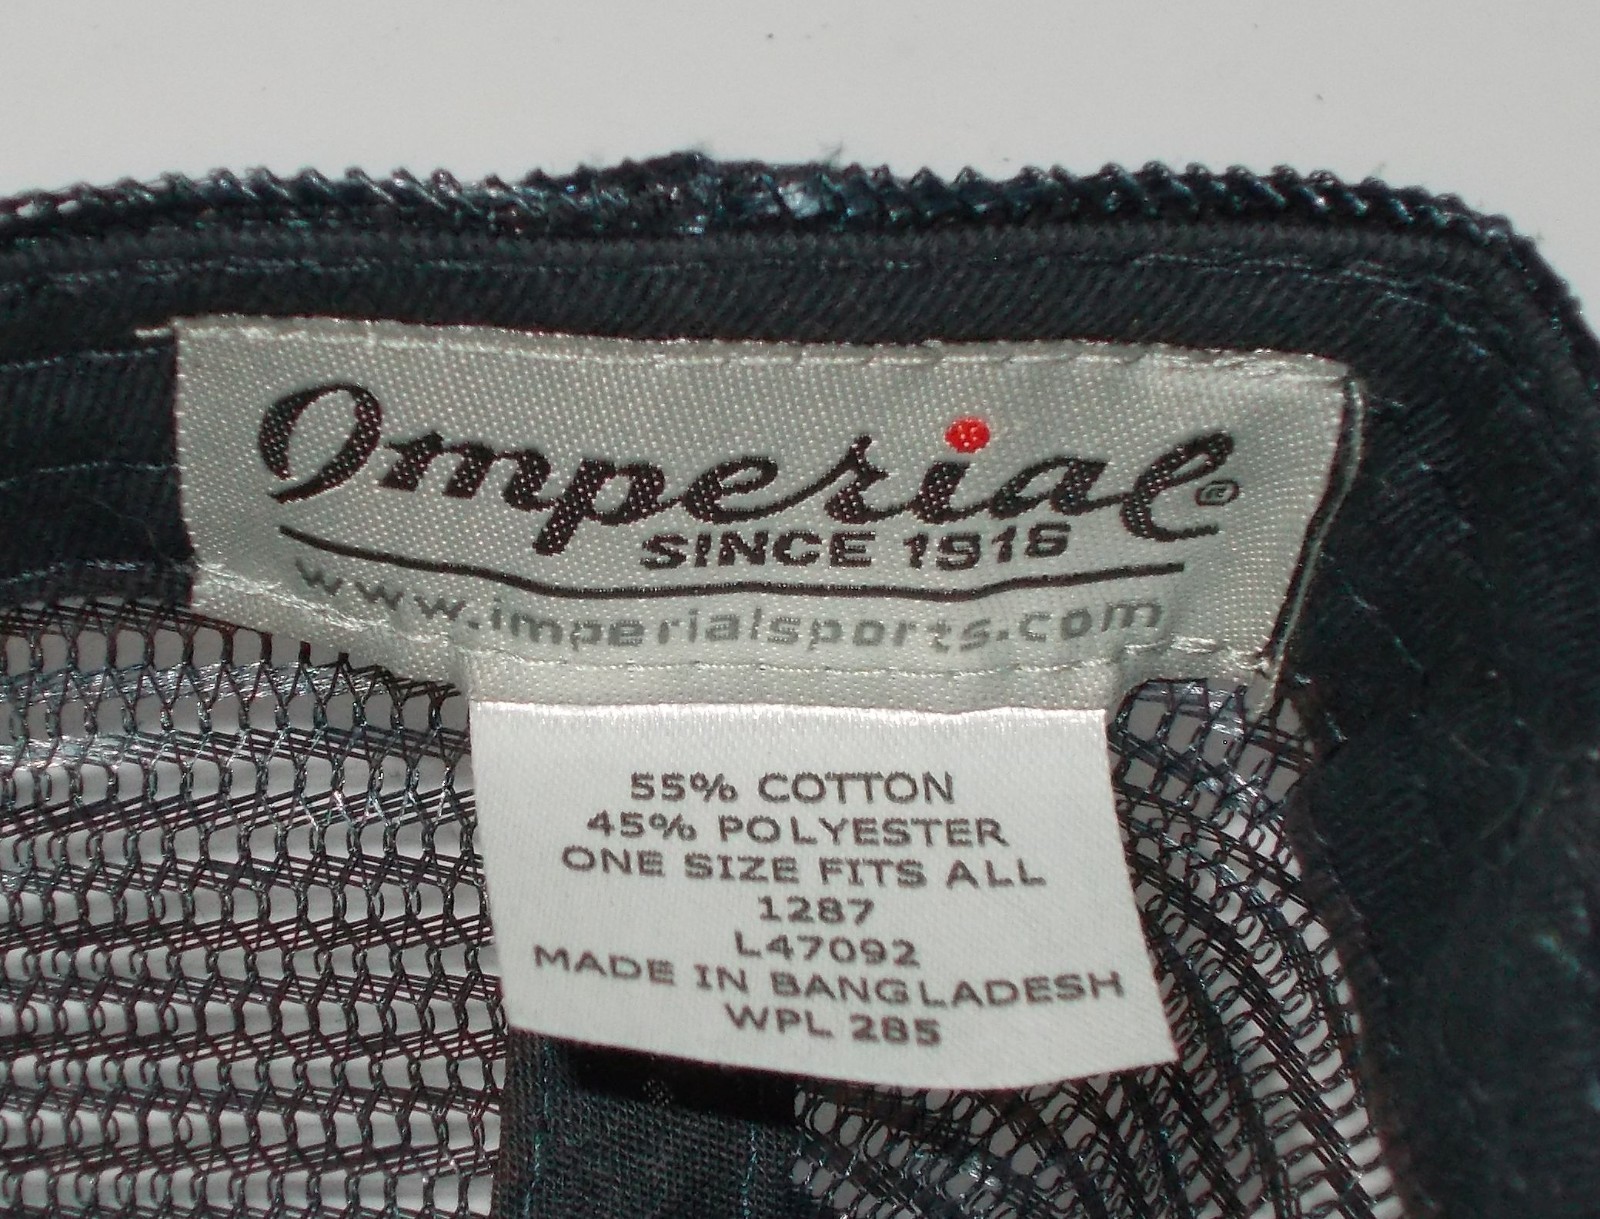 Imperial®
SINCE 1916
www.imperialsports.com
55% COTTON
45% POLYESTER
ONE SIZE FITS ALL
1287
L47092
MADE IN BANGLADESH
WPL 285